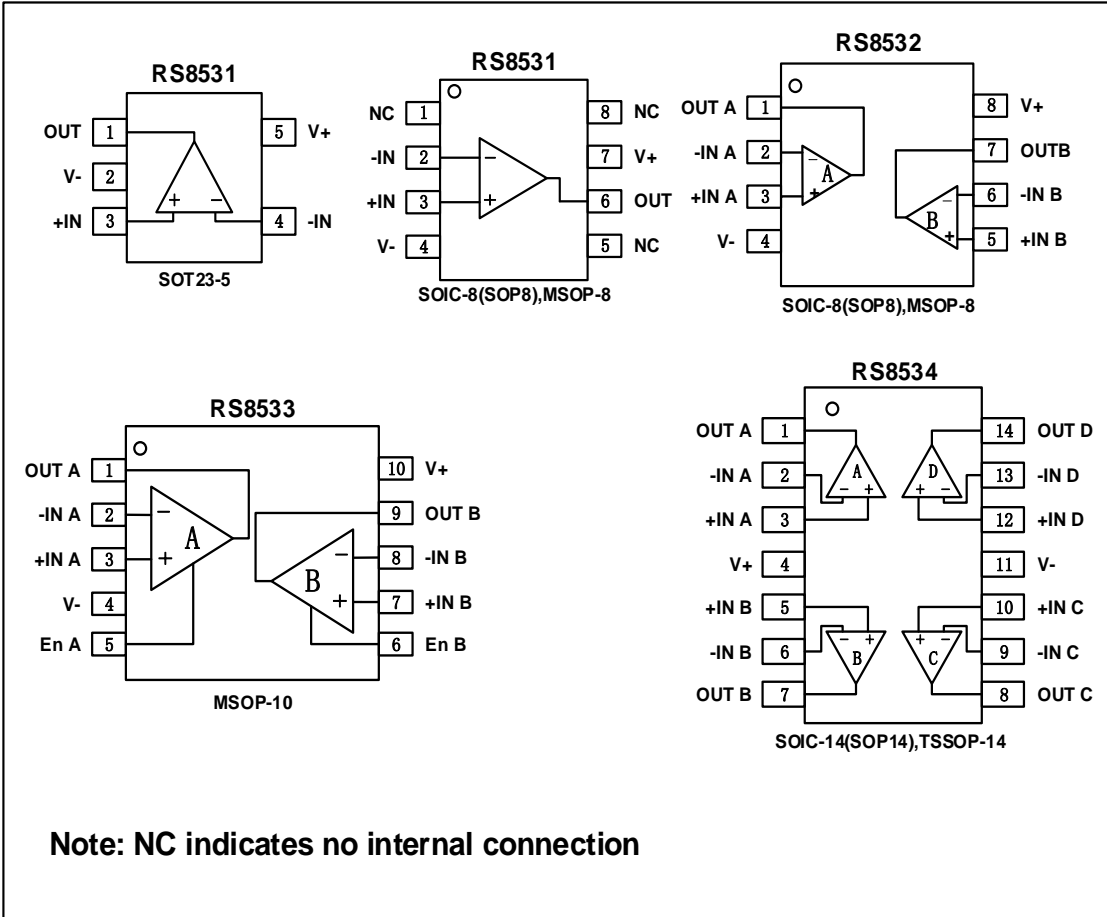 RS8531
OUT 1
5 V+
V- 2
+ -
+IN 3
4 -IN
SOT23-5
RS8531
NC 1
8 NC
-IN 2
-
7 V+
+IN 3
+
6 OUT
V- 4
5 NC
SOIC-8(SOP8),MSOP-8
RS8532
OUT A 1
8 V+
-IN A 2
-
A
7 OUTB
+IN A 3
+
6 -IN B
-
B
V- 4
+
5 +IN B
SOIC-8(SOP8),MSOP-8
RS8533
OUT A 1
10 V+
-IN A 2
-
9 OUT B
A
+IN A 3
+
-
8 -IN B
B
V- 4
+
7 +IN B
En A 5
6 En B
MSOP-10
RS8534
OUT A 1
14 OUT D
-IN A 2
A
- +
D
+ -
13 -IN D
+IN A 3
12 +IN D
V+ 4
11 V-
+IN B 5
10 +IN C
- +
+ -
-IN B 6
B
C
9 -IN C
OUT B 7
8 OUT C
SOIC-14(SOP14),TSSOP-14
Note: NC indicates no internal connection